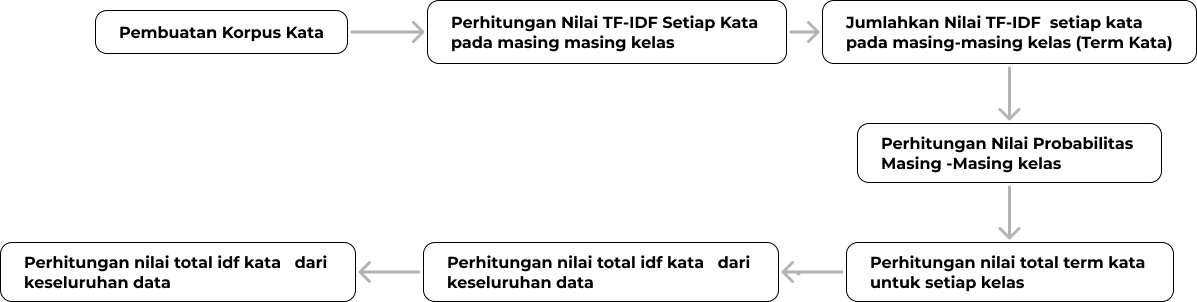 Pembuatan Korpus Kata
Perhitungan Nilai TF-IDF Setiap Kata
pada masing masing kelas
Jumlahkan Nilai TF-IDF setiap kata
pada masing-masing kelas (Term Kata)
Perhitungan Nilai Probabilitas
Masing -Masing kelas
Perhitungan nilai total term kata
untuk setiap kelas
Perhitungan nilai total idf kata dari
keseluruhan data
Perhitungan nilai total idf kata dari
keseluruhan data